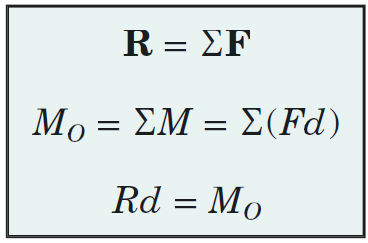 R = ΣF
M_O = ΣM = Σ(Fd)
Rd = M_O